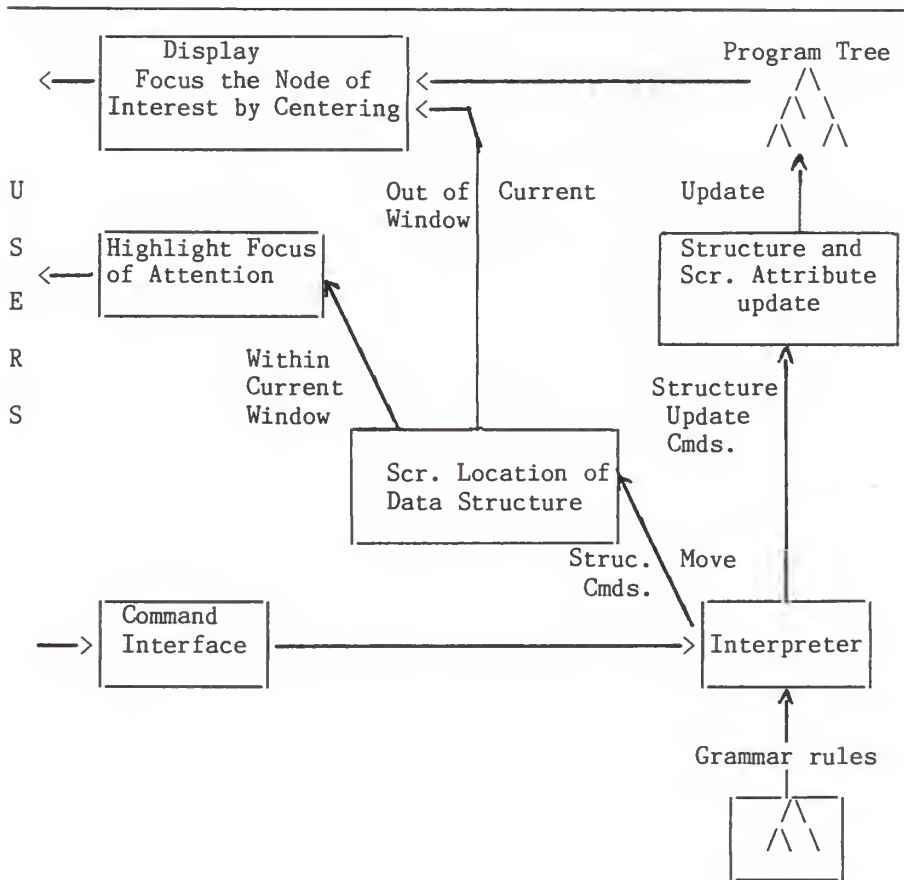 Display
Focus the Node of
Interest by Centering
Program Tree
U
S
E
R
S
Out of Current
Window
Update
Highlight Focus
of Attention
Structure and
Scr. Attribute
update
Within
Current
Window
Structure
Update
Cmds.
Scr. Location of
Data Structure
Struc. Move
Cmds.
Command
Interface
Interpreter
Grammar rules